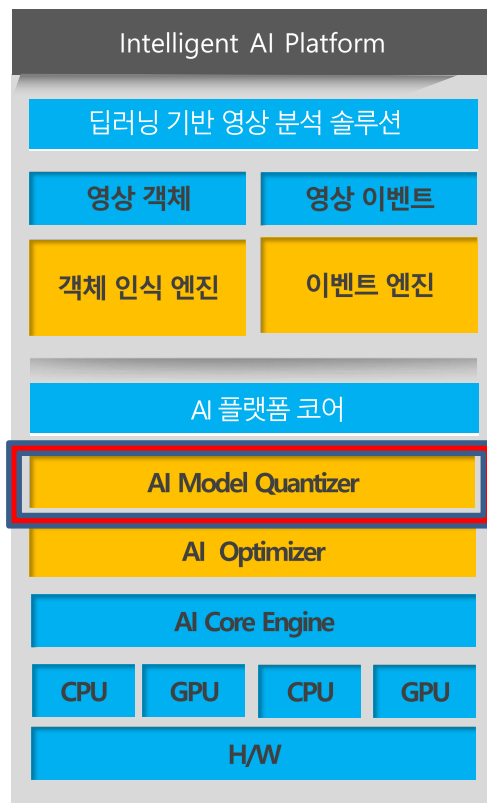 Intelligent AI Platform
딥러닝 기반 영상 분석 솔루션
영상 객체
영상 이벤트
객체 인식 엔진
이벤트 엔진
AI 플랫폼 코어
AI Model Quantizer
AI Optimizer
AI Core Engine
CPU
GPU
CPU
GPU
H/W